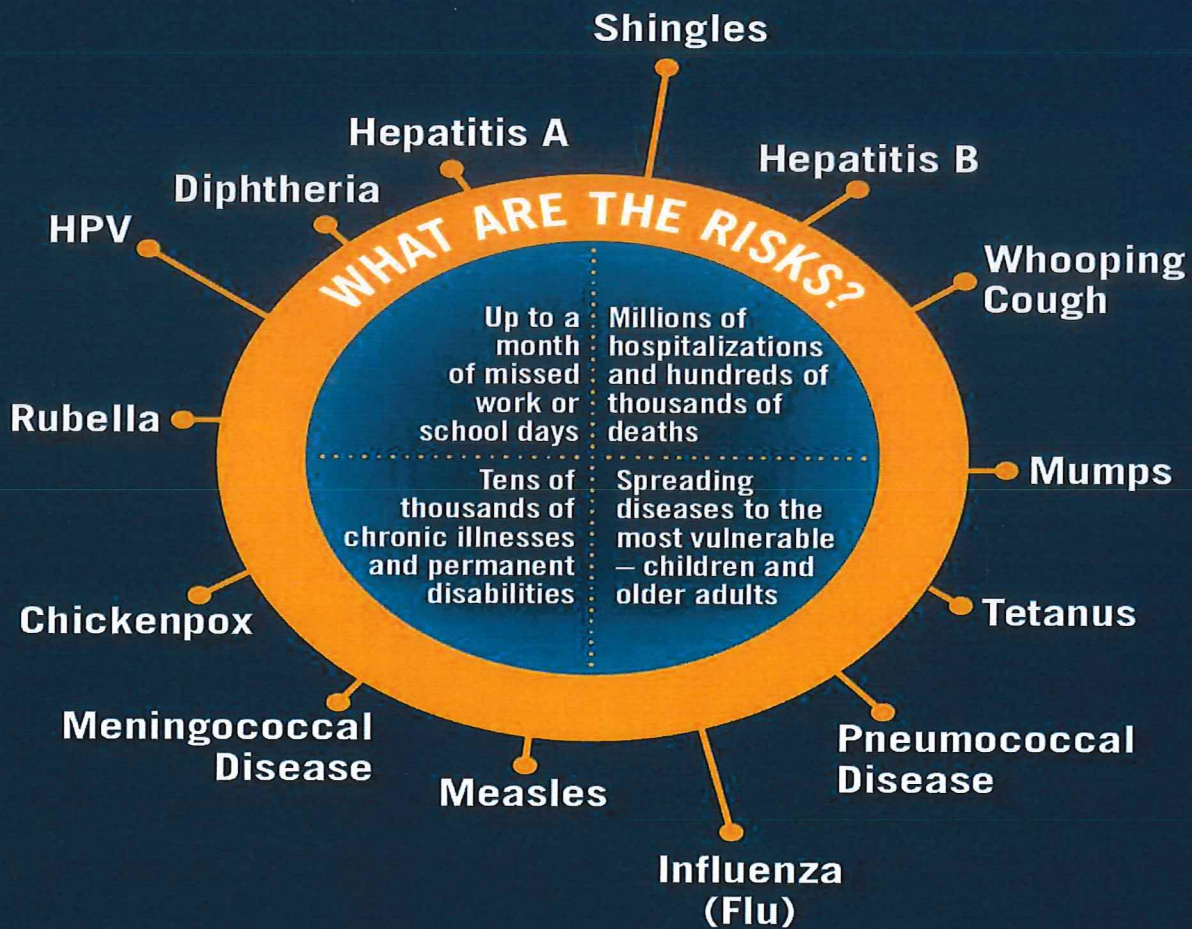 Shingles
Hepatitis A
Hepatitis B
Diphtheria
HPV
Whooping
Cough
WHAT ARE THE RISKS?
Up to a
month
of missed
work or
school days
Millions of
hospitalizations
and hundreds of
thousands of
deaths
Rubella
Mumps
Tens of
thousands of
chronic illnesses
and permanent
disabilities
Spreading
diseases to the
most vulnerable
– children and
older adults
Chickenpox
Tetanus
Meningococcal
Disease
Pneumococcal
Disease
Measles
Influenza
(Flu)